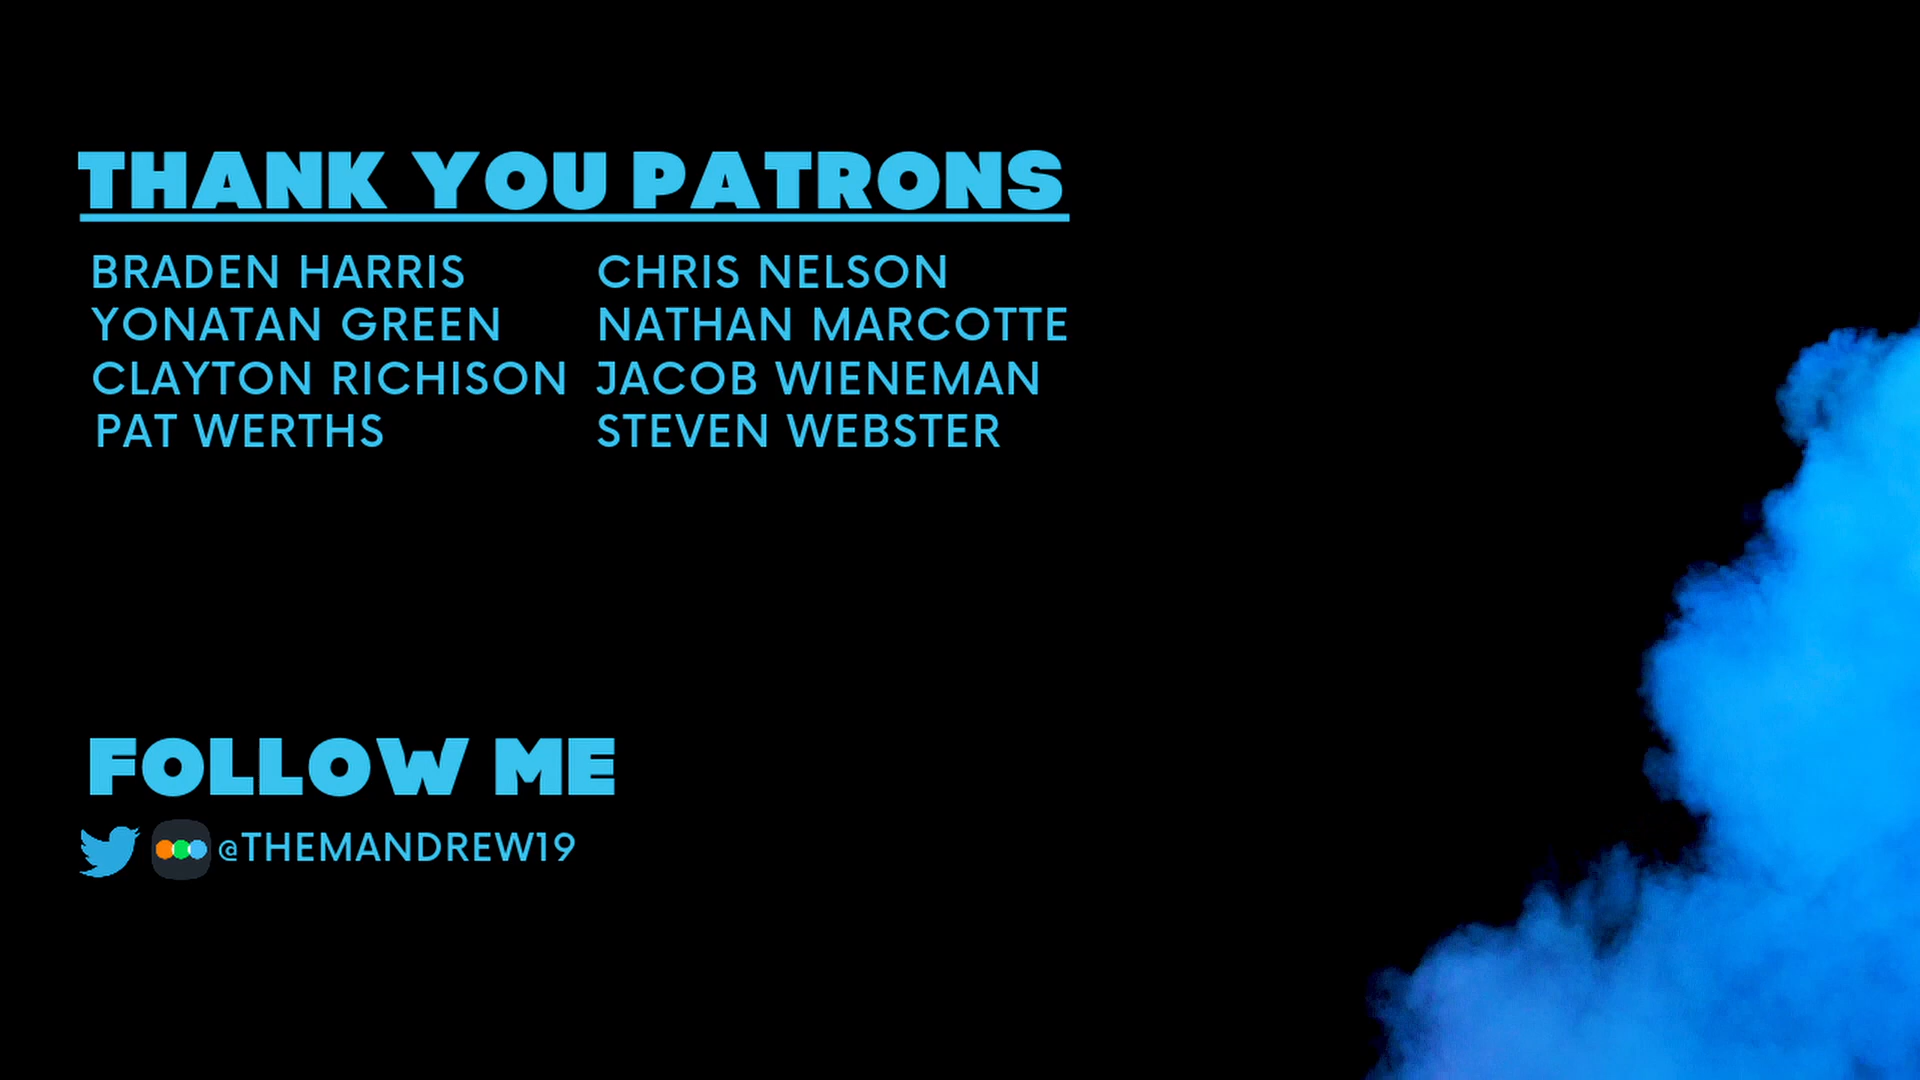 THANK YOU PATRONS
BRADEN HARRIS
YONATAN GREEN
CLAYTON RICHISON
PAT WERTHS
CHRIS NELSON
NATHAN MARCOTTE
JACOB WIENEMAN
STEVEN WEBSTER
FOLLOW ME
@THEMANDREW19